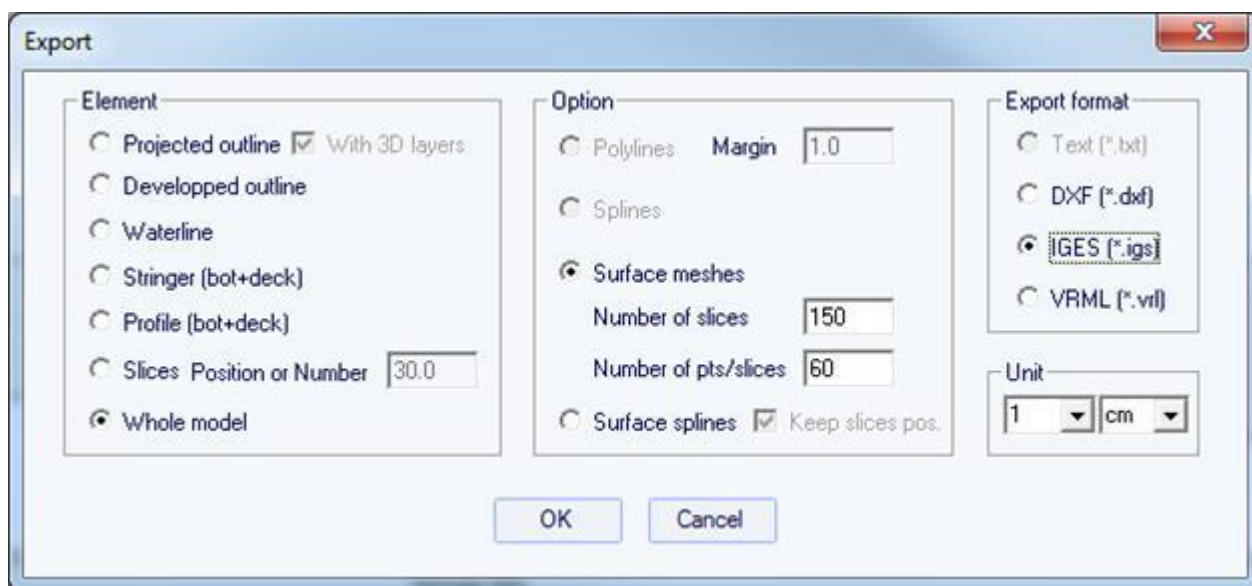 Export
Element
Projected outline With 3D layers
Developped outline
Waterline
Stringer (bot+deck)
Profile (bot+deck)
Slices Position or Number 30.0
Whole model
Option
Polylines Margin 1.0
Splines
Surface meshes
Number of slices 150
Number of pts/slices 60
Surface splines Keep slices pos.
Export format
Text (*.txt)
DXF (*.dxf)
IGES (*.igs)
VRML (*.vrl)
Unit
1 cm
OK Cancel